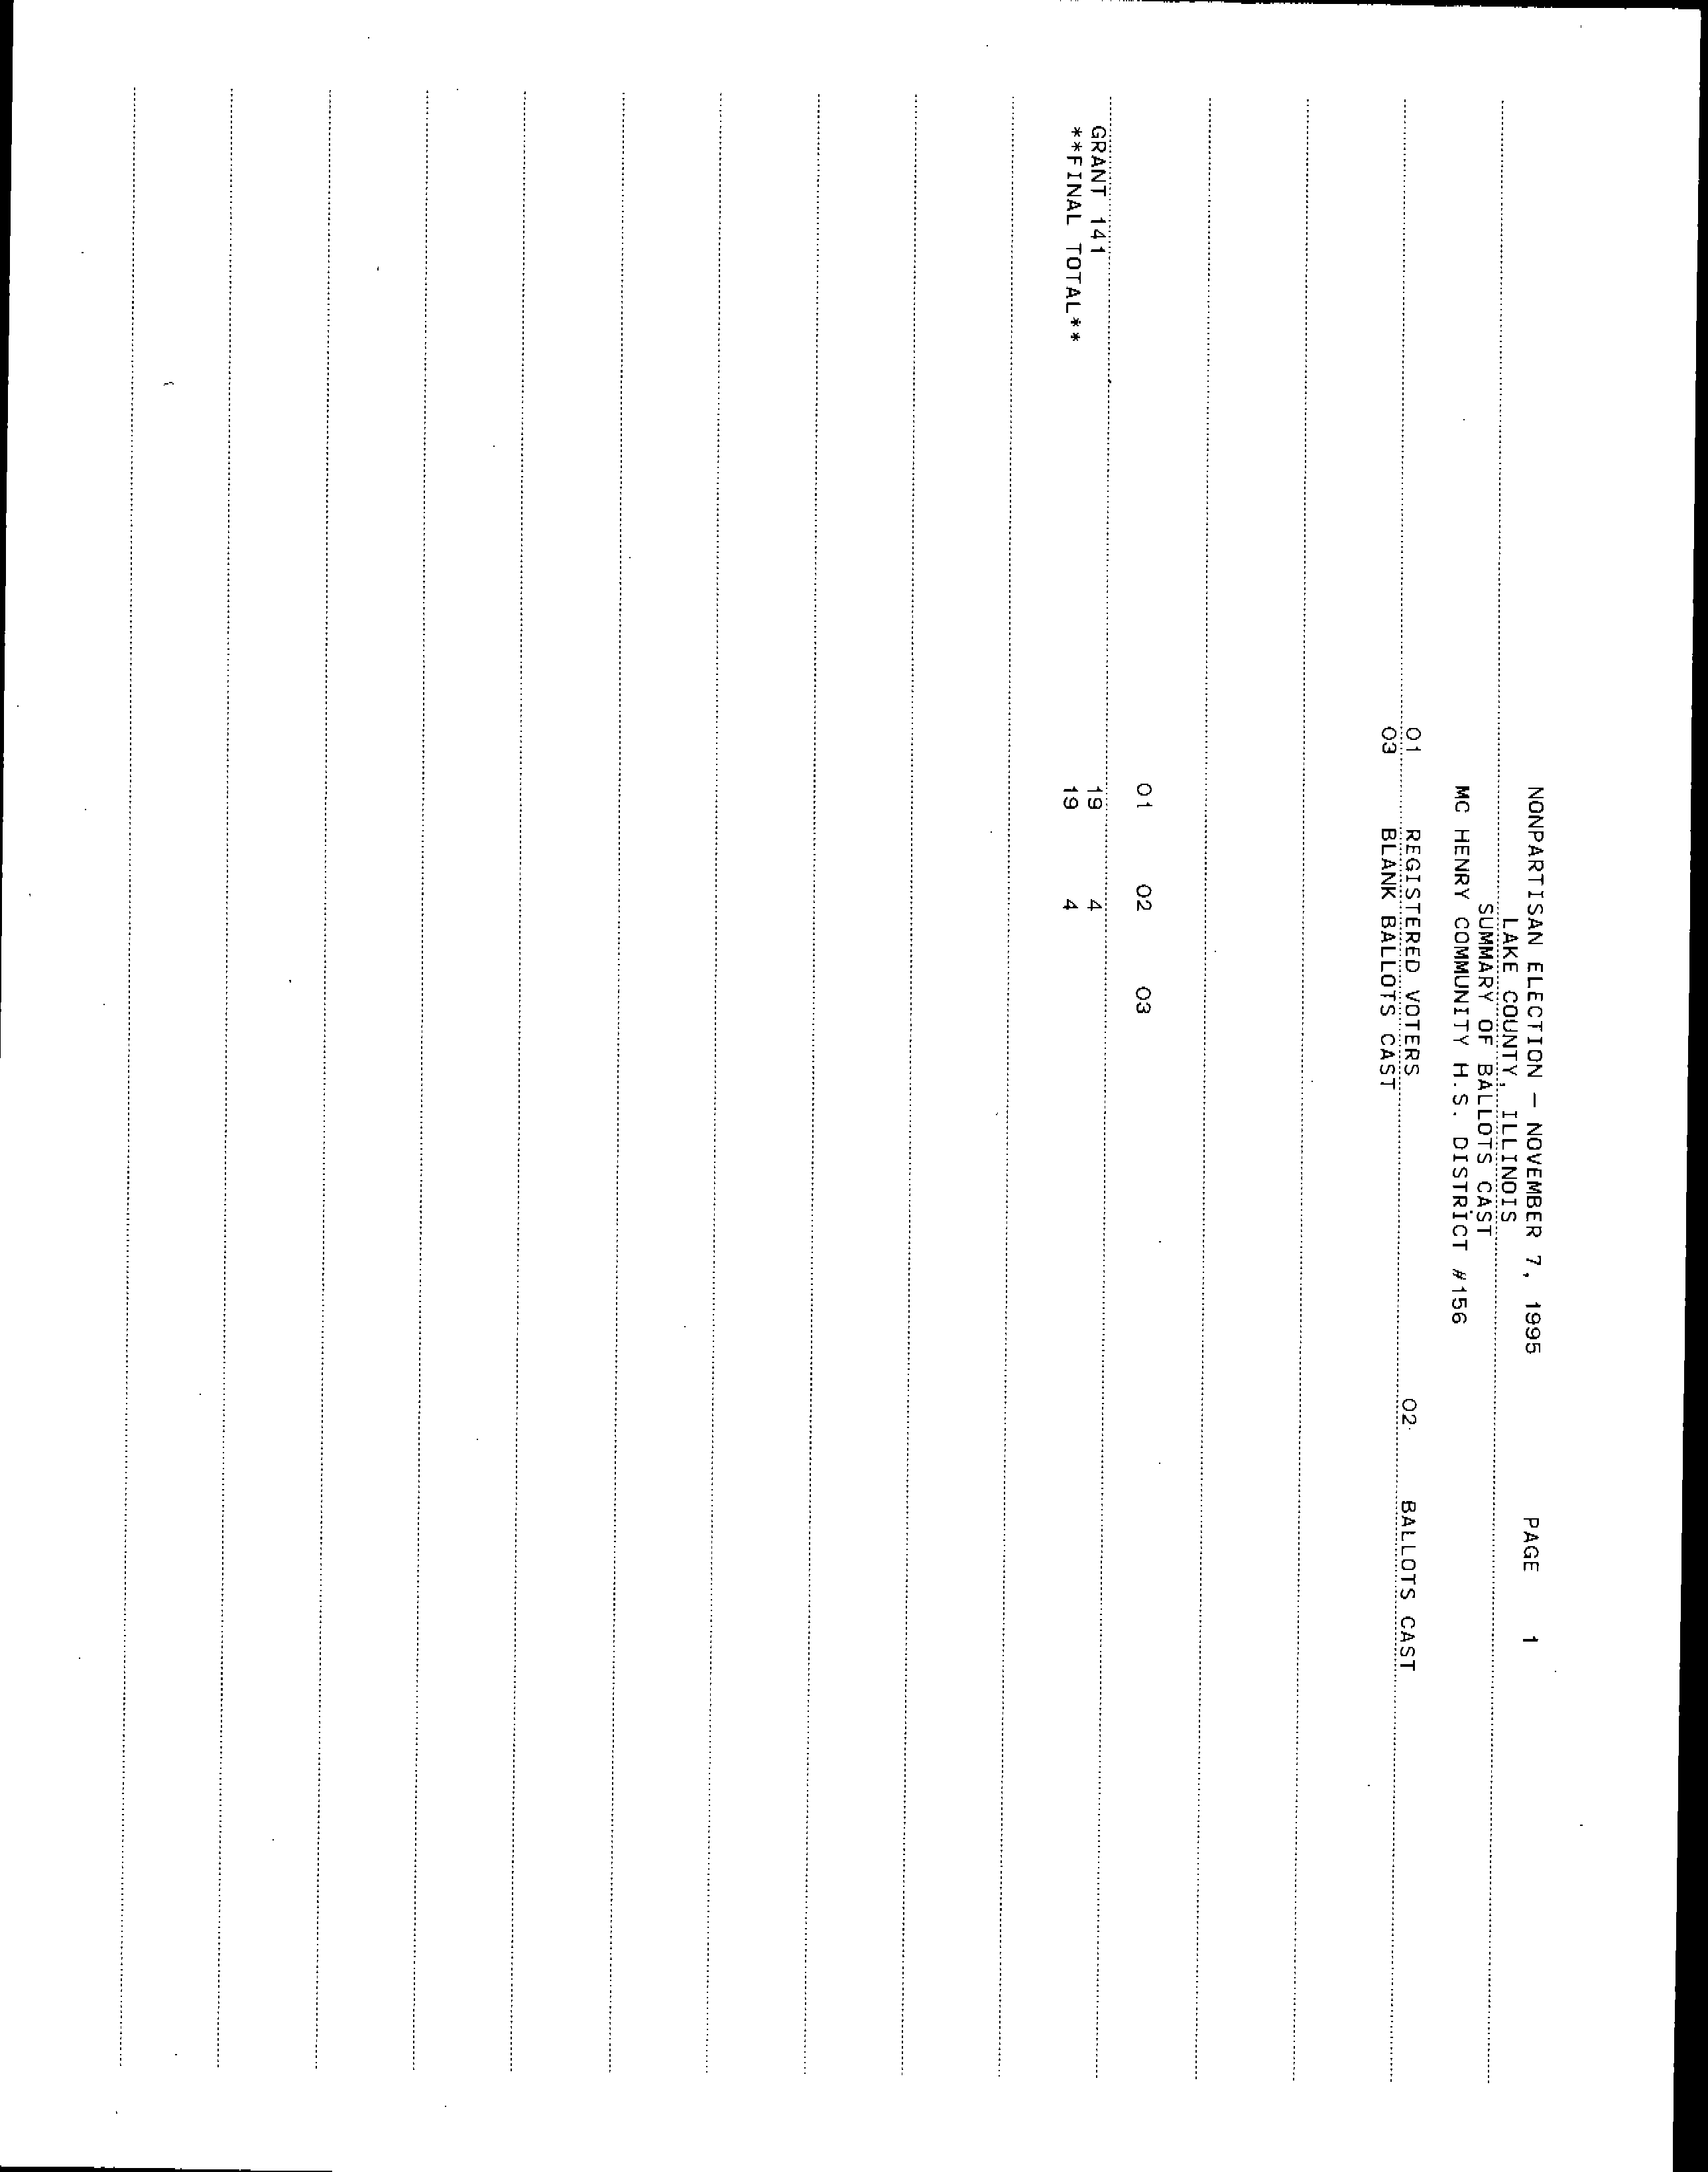 NONPARTISAN ELECTION — NOVEMBER 7, 1995 PAGE 1
LAKE COUNTY, ILLINOIS
SUMMARY OF BALLOTS CAST
MC HENRY COMMUNITY H.S. DISTRICT #156
01 REGISTERED VOTERS 02 BALLOTS CAST
03 BLANK BALLOTS CAST
01 02 03
GRANT 141 19 4
**FINAL TOTAL** 19 4